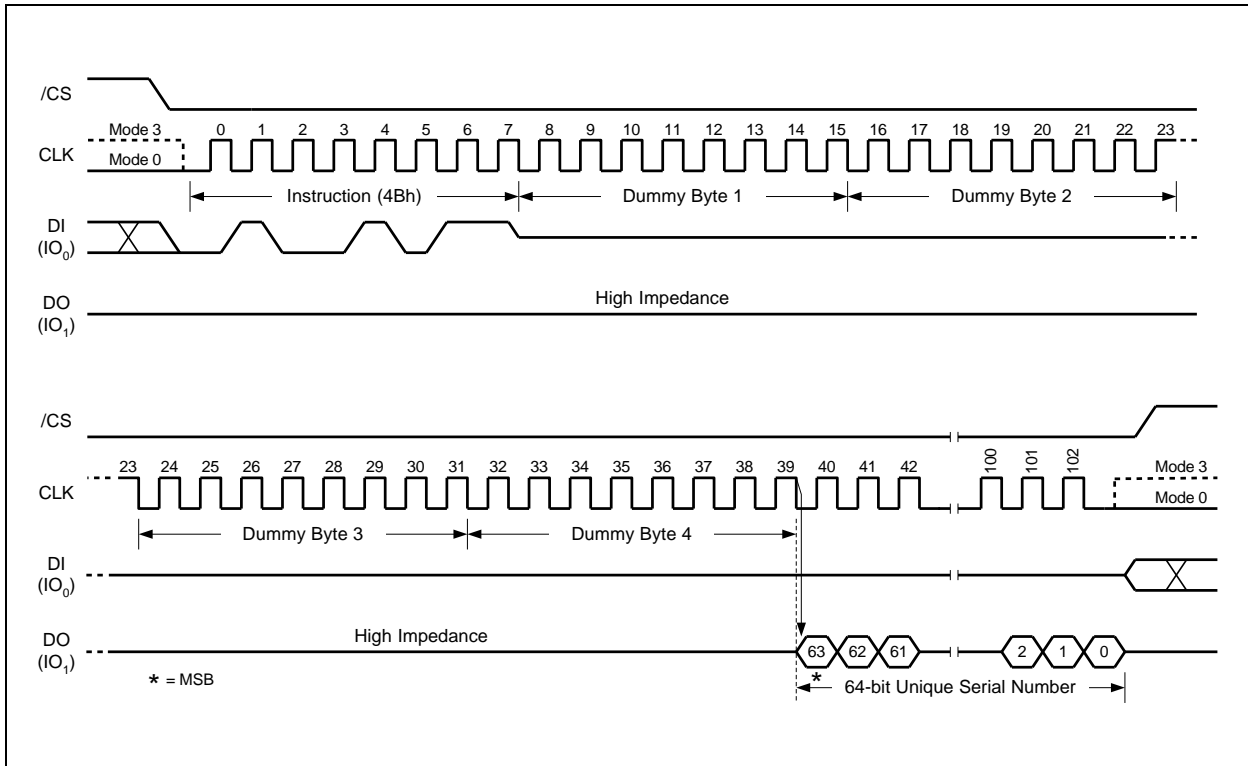 /CS
Mode 3 0 1 2 3 4 5 6 7 8 9 10 11 12 13 14 15 16 17 18 19 20 21 22 23
CLK Mode 0
Instruction (4Bh) Dummy Byte 1 Dummy Byte 2
DI
(IO0)
High Impedance
DO
(IO1)
/CS
23 24 25 26 27 28 29 30 31 32 33 34 35 36 37 38 39 40 41 42 100 101 102 Mode 3
CLK Mode 0
Dummy Byte 3 Dummy Byte 4
DI
(IO0)
High Impedance
DO
(IO1) 63 62 61 2 1 0
* = MSB * 64-bit Unique Serial Number